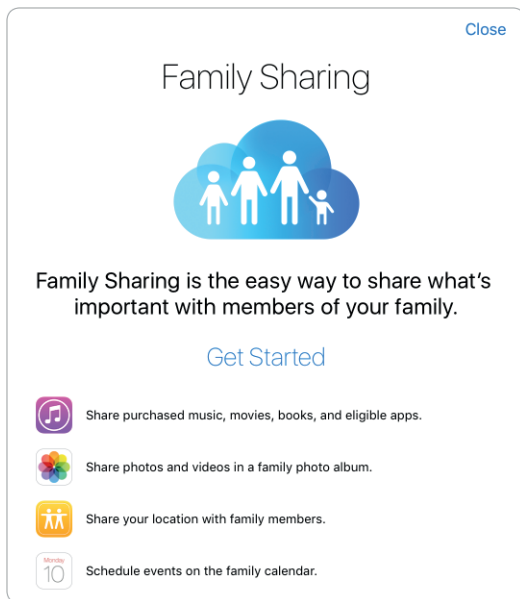 Close
Family Sharing
Family Sharing is the easy way to share what's
important with members of your family.
Get Started
Share purchased music, movies, books, and eligible apps.
Share photos and videos in a family photo album.
Share your location with family members.
Monday
10
Schedule events on the family calendar.